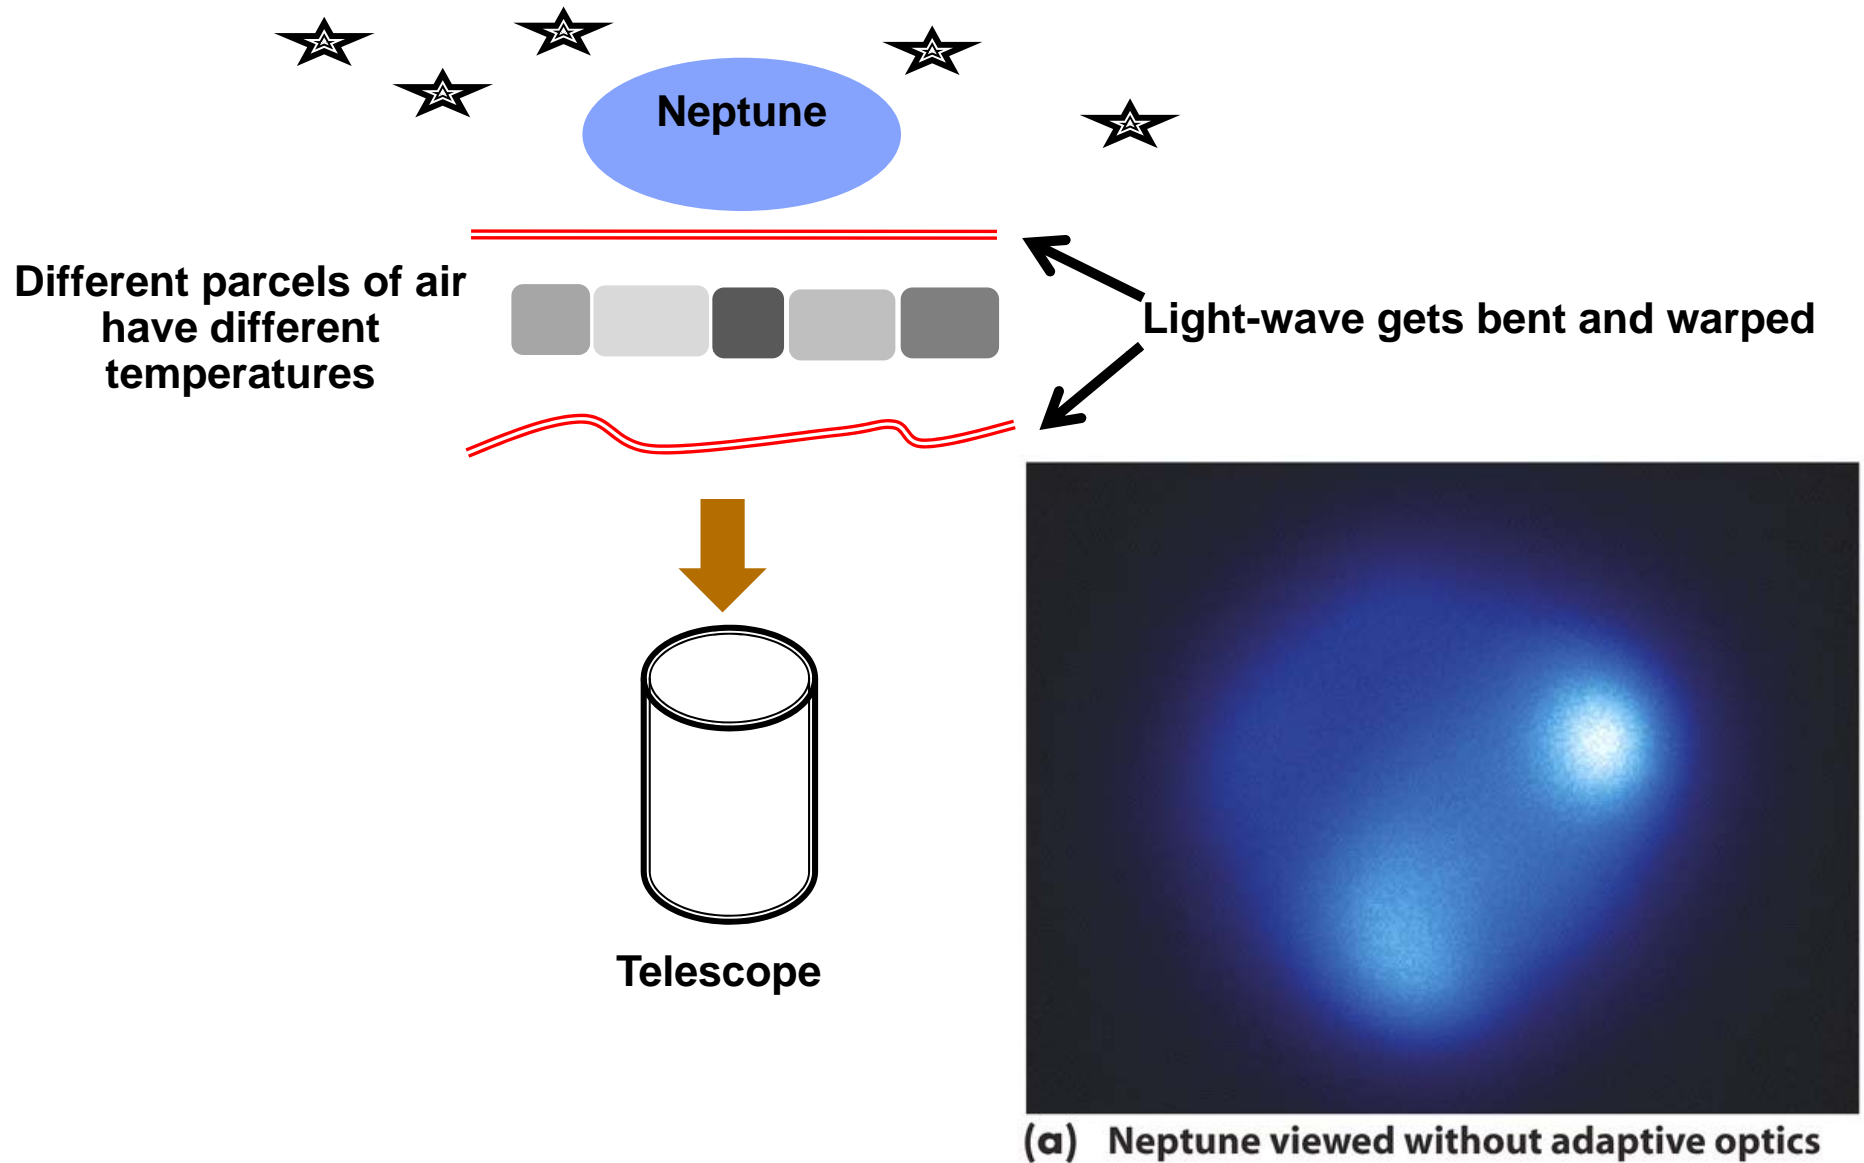 Neptune
Different parcels of air
have different
temperatures
Light-wave gets bent and warped
Telescope
(a) Neptune viewed without adaptive optics